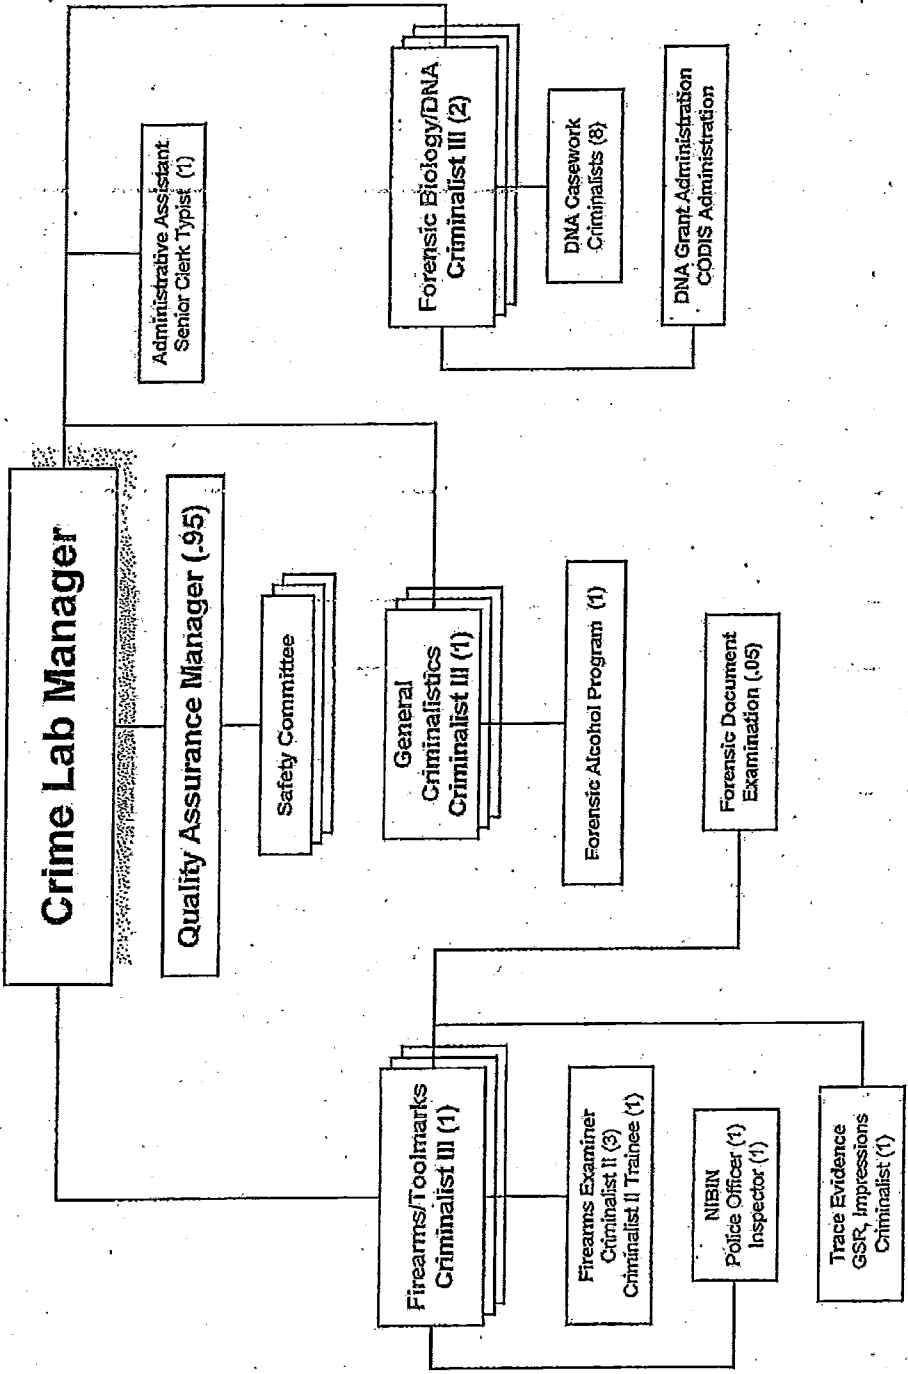 Crime Lab Manager
Quality Assurance Manager (.95)
Safety Committee
Administrative Assistant
Senior Clerk Typist (1)
Firearms/Toolmarks
Criminalist III (1)
Firearms Examiner
Criminalist II (3)
Criminalist II Trainee (1)
NIBIN
Police Officer (1)
Inspector (1)
Trace Evidence
GSR, Impressions
Criminalist (1)
General
Criminalistics
Criminalist III (1)
Forensic Alcohol Program (1)
Forensic Document
Examination (.05)
Forensic Biology/DNA
Criminalist III (2)
DNA Casework
Criminalists (8)
DNA Grant Administration
CODIS Administration